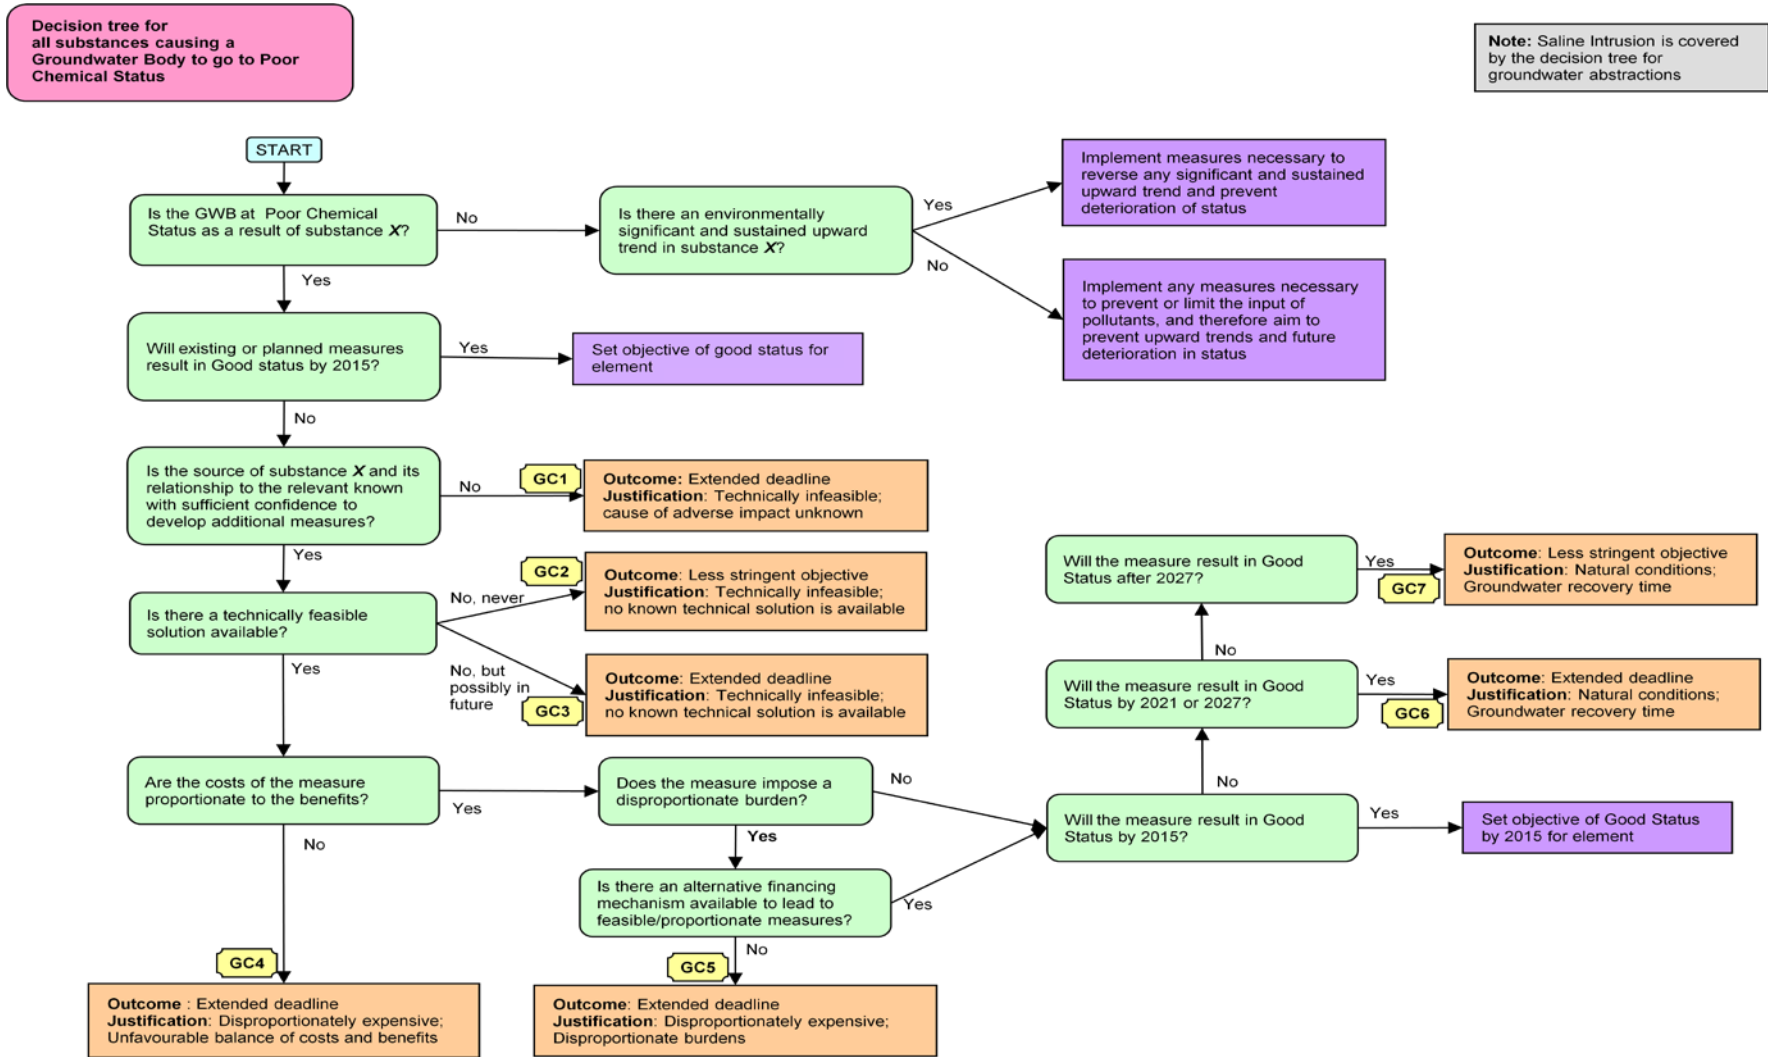 Decision tree for
all substances causing a
Groundwater Body to go to Poor
Chemical Status
Note: Saline Intrusion is covered
by the decision tree for
groundwater abstractions
START
Is the GWB at Poor Chemical
Status as a result of substance X?
No
Is there an environmentally
significant and sustained upward
trend in substance X?
Yes
Implement measures necessary to
reverse any significant and sustained
upward trend and prevent
deterioration of status
No
Implement any measures necessary
to prevent or limit the input of
pollutants, and therefore aim to
prevent upward trends and future
deterioration in status
Yes
Will existing or planned measures
result in Good status by 2015?
Yes
Set objective of good status for
element
No
Is the source of substance X and its
relationship to the relevant known
with sufficient confidence to
develop additional measures?
No
GC1
Outcome: Extended deadline
Justification: Technically infeasible;
cause of adverse impact unknown
Yes
Is there a technically feasible
solution available?
No, never
GC2
Outcome: Less stringent objective
Justification: Technically infeasible;
no known technical solution is available
No, but
possibly in
future
GC3
Outcome: Extended deadline
Justification: Technically infeasible;
no known technical solution is available
Yes
Are the costs of the measure
proportionate to the benefits?
Yes
Does the measure impose a
disproportionate burden?
No
Yes
Is there an alternative financing
mechanism available to lead to
feasible/proportionate measures?
Yes
No
GC5
Outcome: Extended deadline
Justification: Disproportionately expensive;
Disproportionate burdens
No
GC4
Outcome : Extended deadline
Justification: Disproportionately expensive;
Unfavourable balance of costs and benefits
Will the measure result in Good
Status by 2015?
Yes
Set objective of Good Status
by 2015 for element
No
Will the measure result in Good
Status by 2021 or 2027?
Yes
GC6
Outcome: Extended deadline
Justification: Natural conditions;
Groundwater recovery time
No
Will the measure result in Good
Status after 2027?
Yes
GC7
Outcome: Less stringent objective
Justification: Natural conditions;
Groundwater recovery time